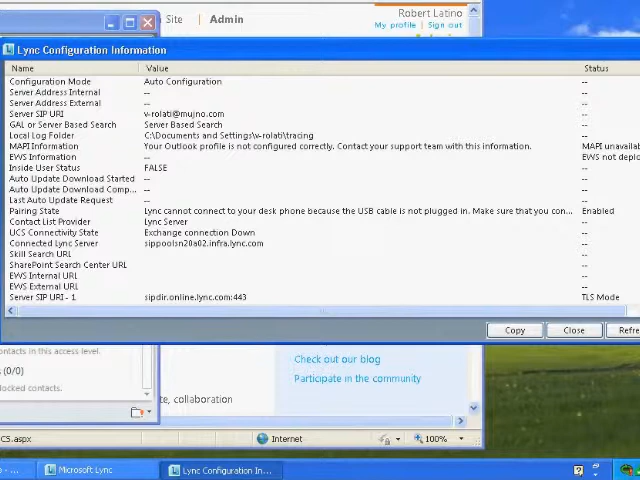 Site | Admin
Robert Latino
My profile | Sign out
Lync Configuration Information
Name Value Status
Configuration Mode Auto Configuration --
Server Address Internal -- --
Server Address External -- --
Server SIP URI v-rolati@mujno.com --
GAL or Server Based Search Server Based Search --
Local Log Folder C:\Documents and Settings\v-rolati\tracing --
MAPI Information Your Outlook profile is not configured correctly. Contact your support team with this information. MAPI unavailab
EWS Information -- EWS not deplo
Inside User Status FALSE --
Auto Update Download Started -- --
Auto Update Download Comp... -- --
Last Auto Update Request -- --
Pairing State Lync cannot connect to your desk phone because the USB cable is not plugged in. Make sure that you con... Enabled
Contact List Provider Lync Server --
UCS Connectivity State Exchange connection Down --
Connected Lync Server sippoolsn20a02.infra.lync.com --
Skill Search URL --
SharePoint Search Center URL --
EWS Internal URL --
EWS External URL --
Server SIP URI - 1 sipdir.online.lync.com:443 TLS Mode
Copy Close Refre
ontacts in this access level.
(0/0)
locked contacts.
Check out our blog
Participate in the community
te, collaboration
CS.aspx
Internet
100%
Microsoft Lync
Lync Configuration In...